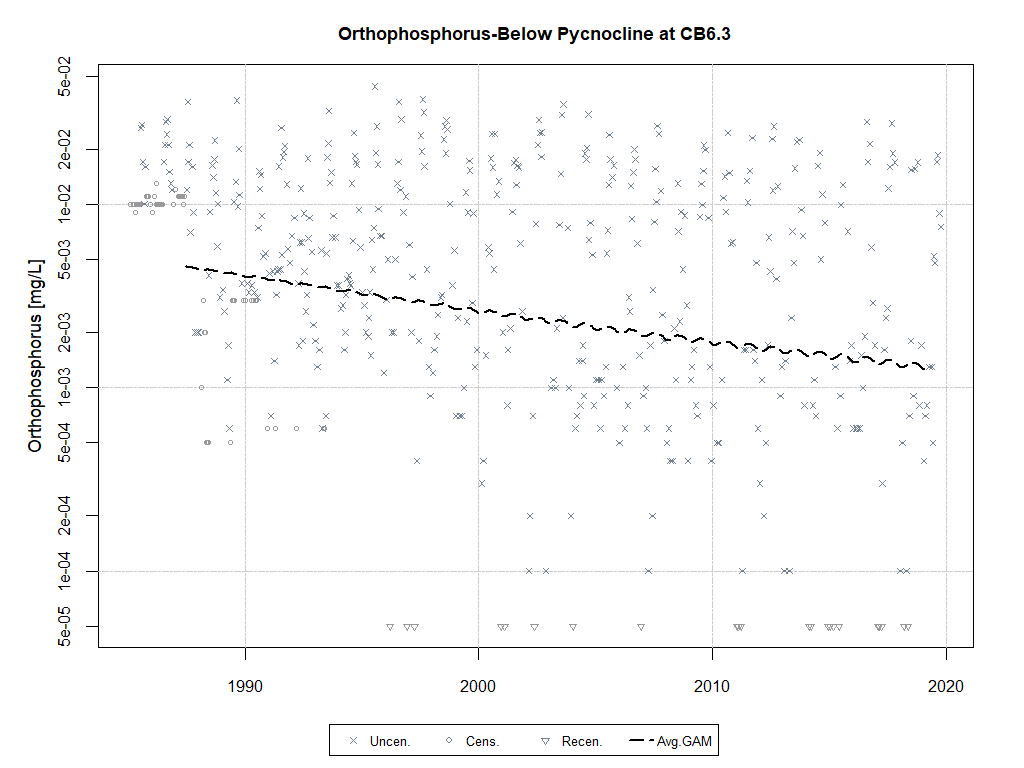 Orthophosphorus-Below Pycnocline at CB6.3
Orthophosphorus [mg/L]
5e-02
2e-02
1e-02
5e-03
2e-03
1e-03
5e-04
2e-04
1e-04
5e-05
1990 2000 2010 2020
Uncen. Cens. Recen. Avg.GAM